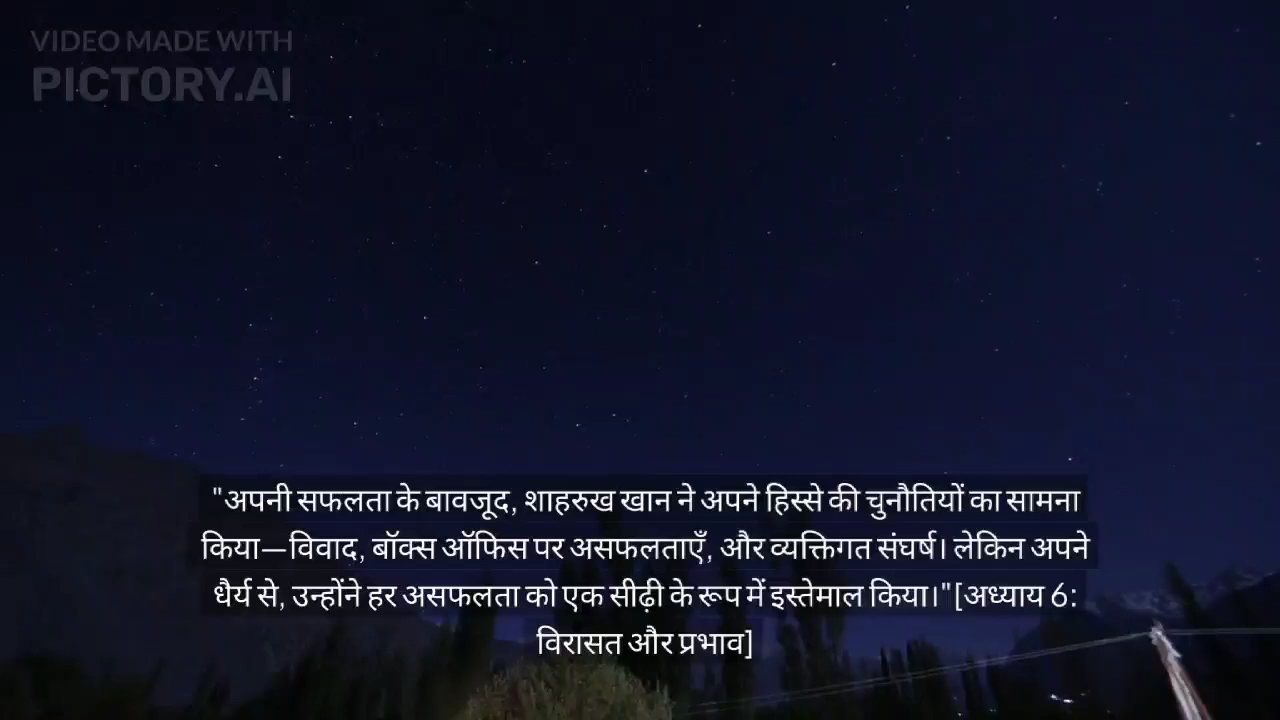 VIDEO MADE WITH
PICTORY.AI
"अपनी सफलता के बावजूद, शाहरुख खान ने अपने हिस्से की चुनौतियों का सामना
किया—विवाद, बॉक्स ऑफिस पर असफलताएँ, और व्यक्तिगत संघर्ष। लेकिन अपने
धैर्य से, उन्होंने हर असफलता को एक सीढ़ी के रूप में इस्तेमाल किया।"[अध्याय 6:
विरासत और प्रभाव]